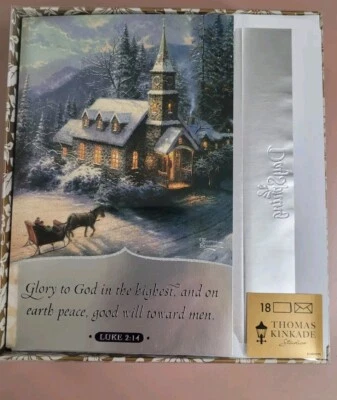 Glory to God in the highest, and on
earth peace, good will toward men.
LUKE 2:14
DaySpring
18
THOMAS
KINKADE
Studios